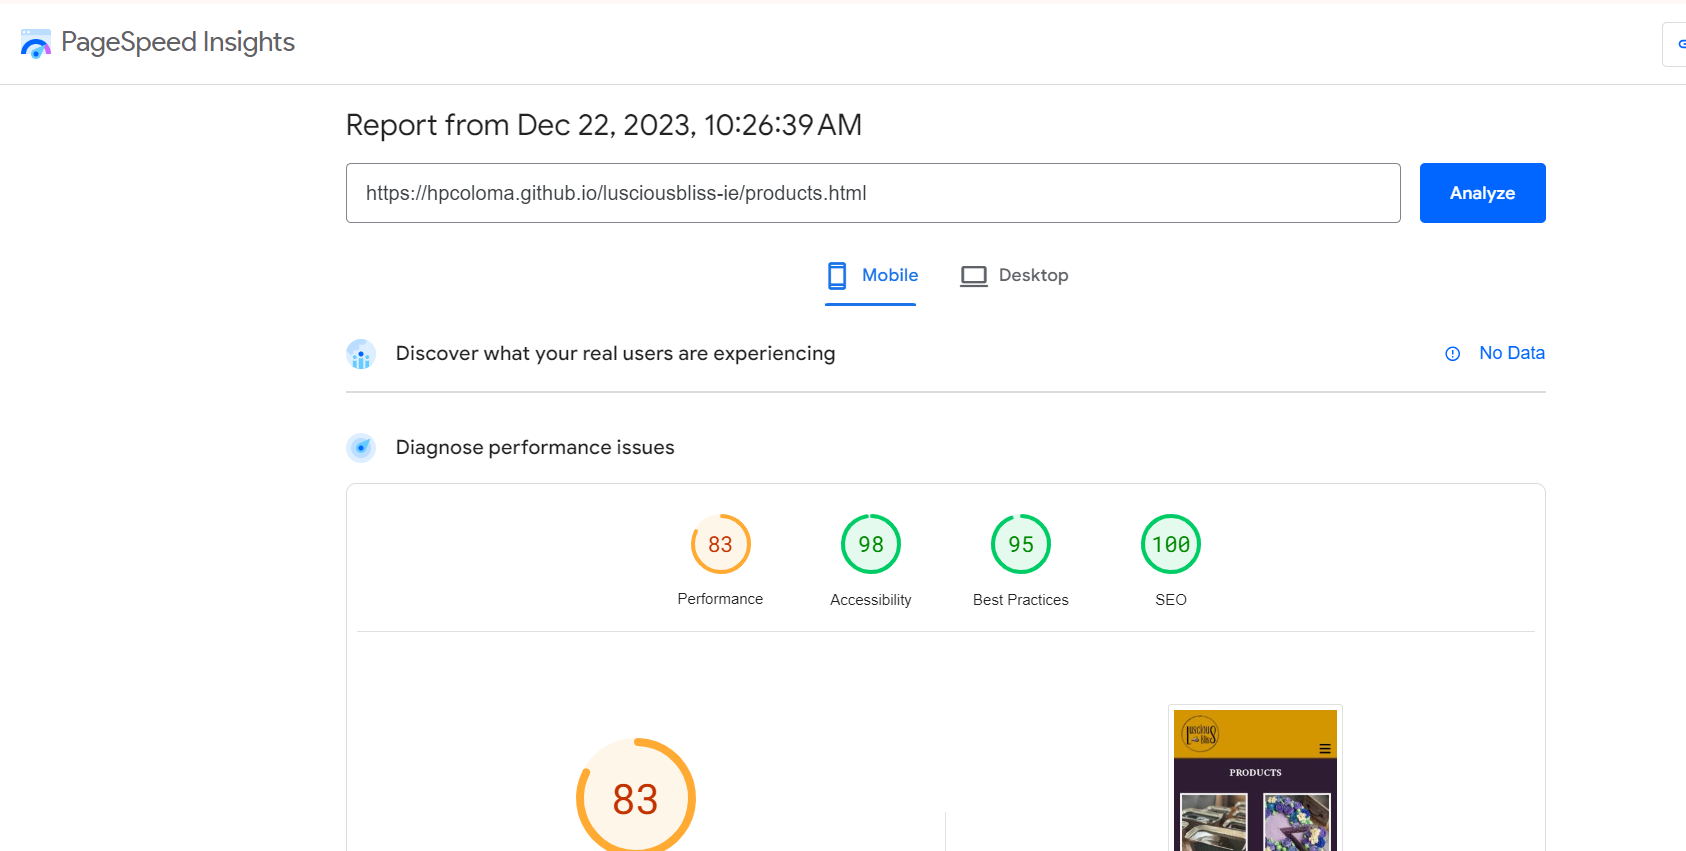 PageSpeed Insights
Report from Dec 22, 2023, 10:26:39 AM
https://hpcoloma.github.io/lusciousbliss-ie/products.html
Analyze
Mobile
Desktop
Discover what your real users are experiencing
No Data
Diagnose performance issues
83
98
95
100
Performance
Accessibility
Best Practices
SEO
83
Luscious
Bliss
PRODUCTS